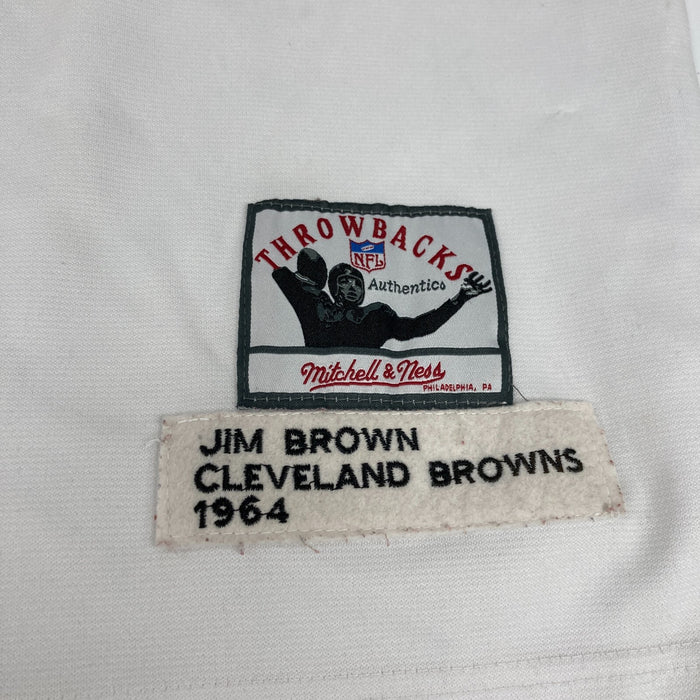 THROWBACKS
NFL
Authentics
Mitchell & Ness
PHILADELPHIA, PA
JIM BROWN
CLEVELAND BROWNS
1964